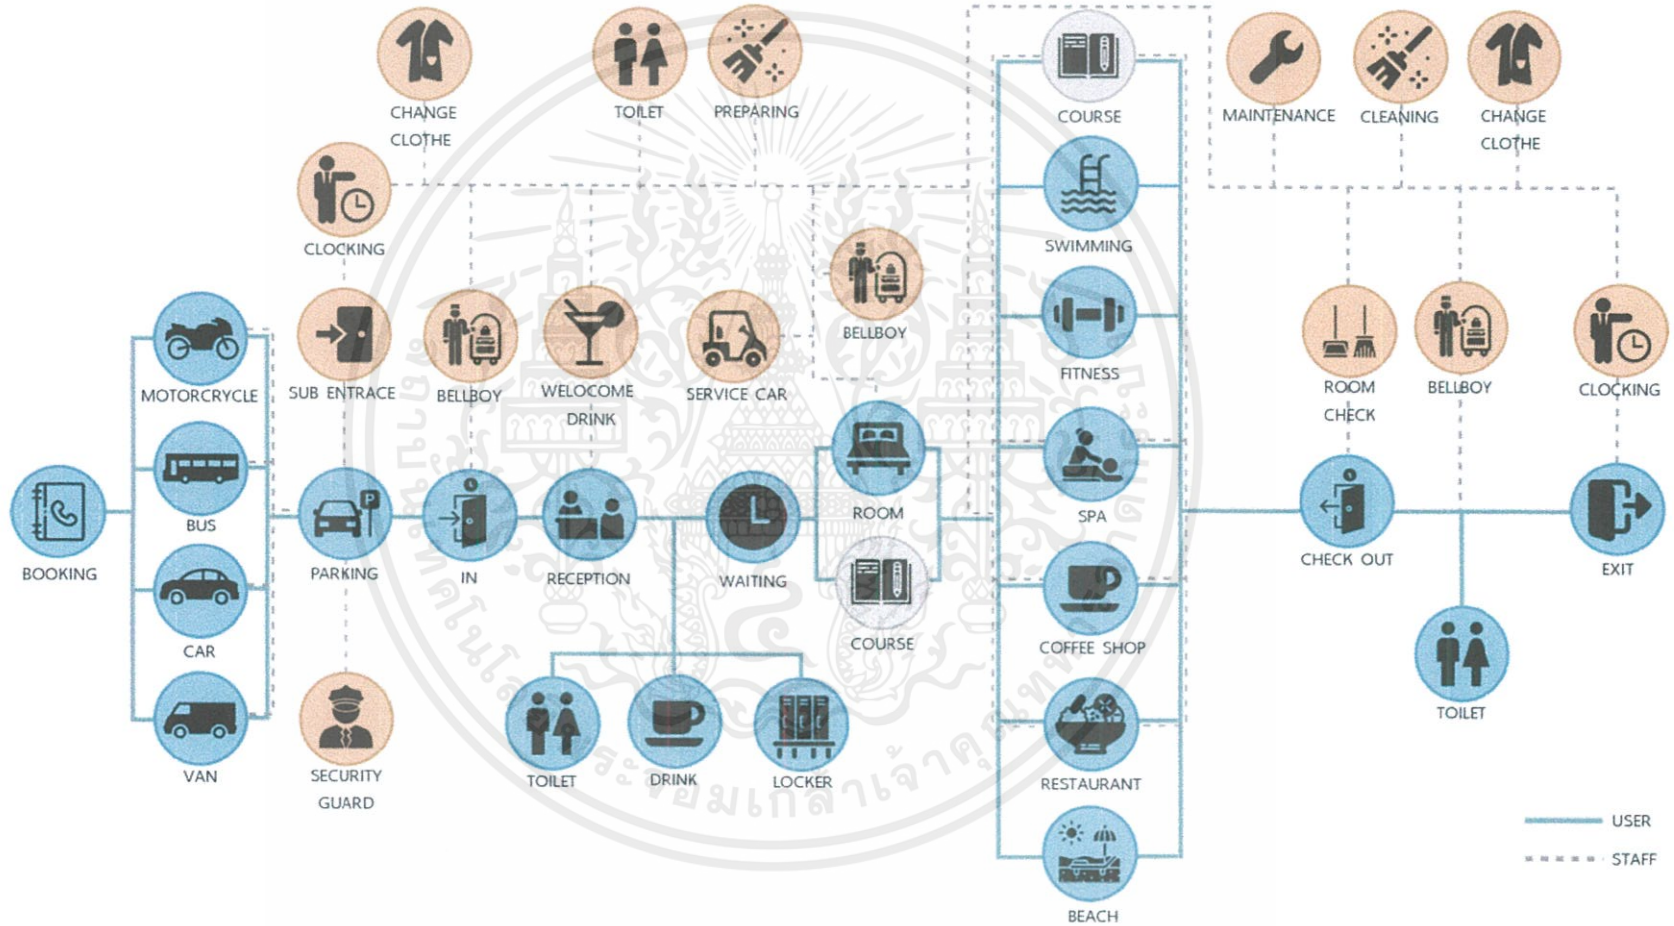 CHANGE
CLOTHE
TOILET
PREPARING
COURSE
MAINTENANCE
CLEANING
CHANGE
CLOTHE
CLOCKING
SWIMMING
BELLBOY
FITNESS
MOTORCRYCLE
SUB ENTRACE
BELLBOY
WELOCOME
DRINK
SERVICE CAR
ROOM
CHECK
BELLBOY
CLOCKING
P
BUS
ROOM
SPA
BOOKING
PARKING
IN
RECEPTION
WAITING
CHECK OUT
EXIT
CAR
COURSE
COFFEE SHOP
TOILET
VAN
SECURITY
GUARD
TOILET
DRINK
LOCKER
RESTAURANT
BEACH
USER
STAFF